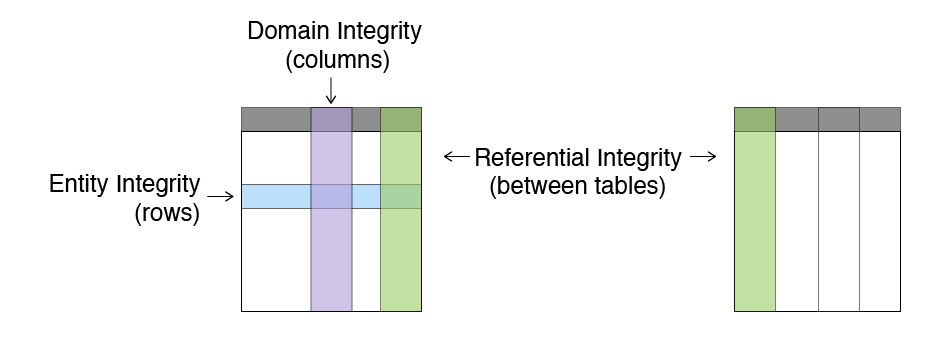 Domain Integrity
(columns)
Entity Integrity
(rows)
Referential Integrity
(between tables)